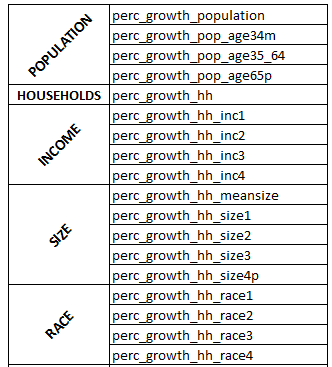 POPULATION
perc_growth_population
perc_growth_pop_age34m
perc_growth_pop_age35_64
perc_growth_pop_age65p
HOUSEHOLDS perc_growth_hh
INCOME
perc_growth_hh_inc1
perc_growth_hh_inc2
perc_growth_hh_inc3
perc_growth_hh_inc4
SIZE
perc_growth_hh_meansize
perc_growth_hh_size1
perc_growth_hh_size2
perc_growth_hh_size3
perc_growth_hh_size4p
RACE
perc_growth_hh_race1
perc_growth_hh_race2
perc_growth_hh_race3
perc_growth_hh_race4